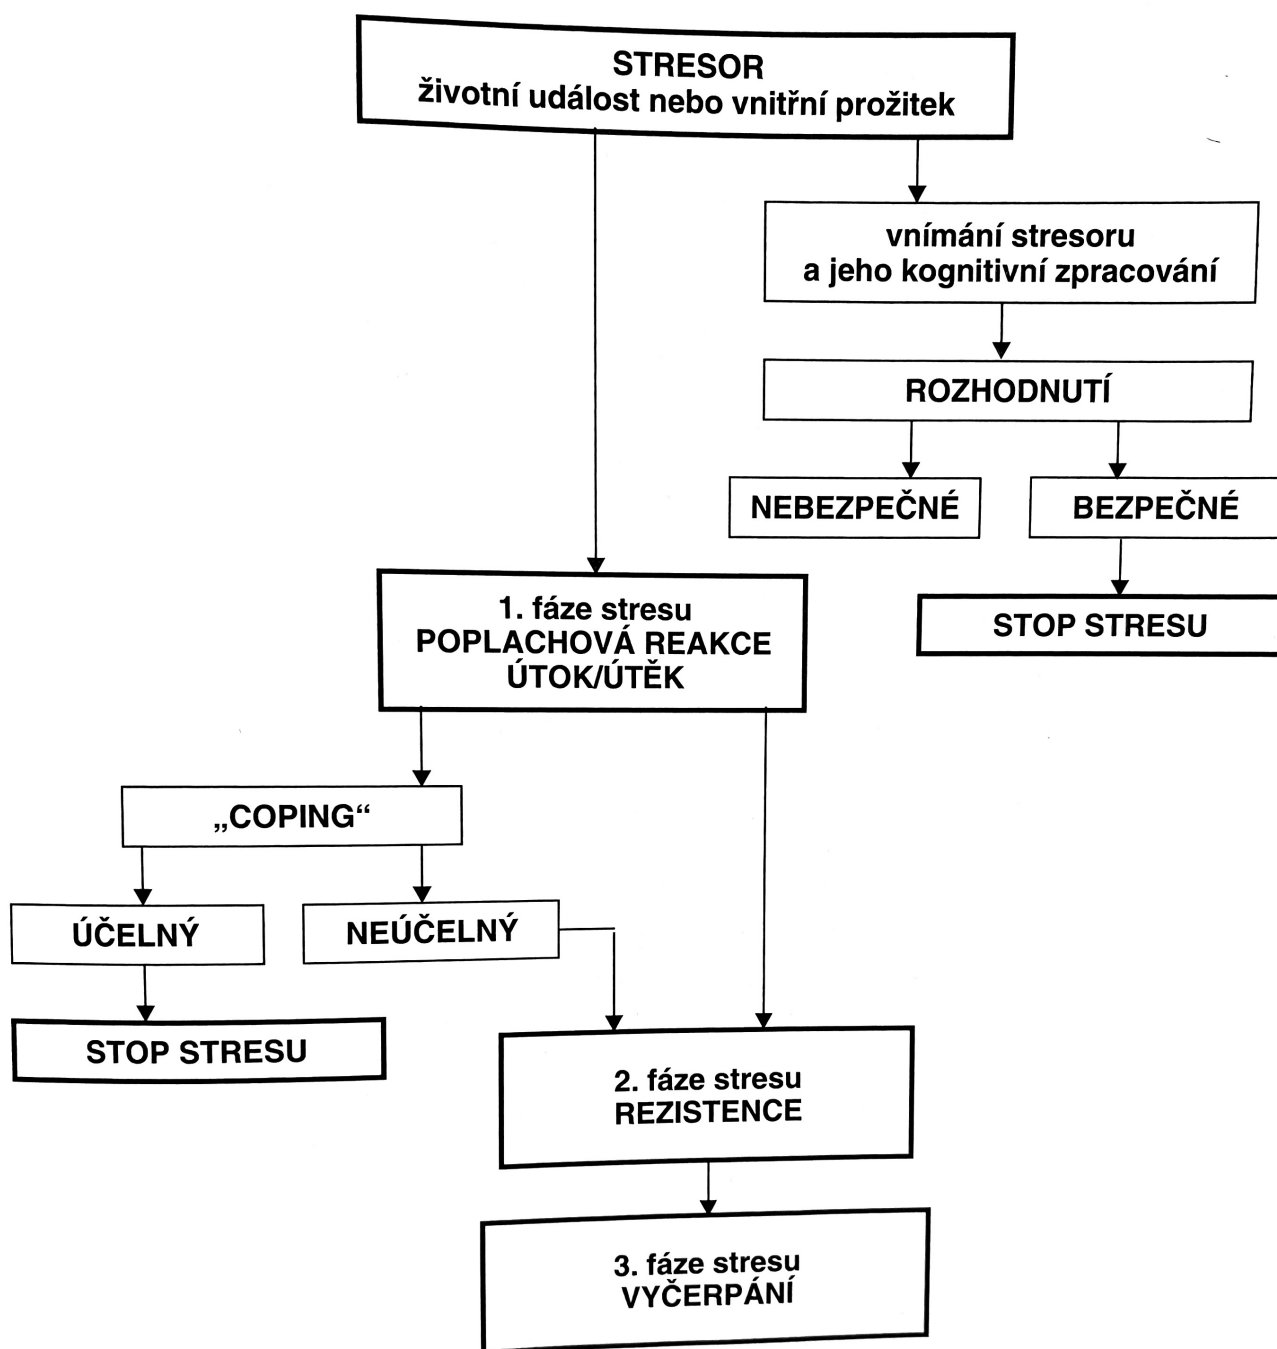 STRESOR
životní událost nebo vnitřní prožitek
vnímání stresoru
a jeho kognitivní zpracování
ROZHODNUTÍ
NEBEZPEČNÉ
BEZPEČNÉ
STOP STRESU
1. fáze stresu
POPLACHOVÁ REAKCE
ÚTOK/ÚTĚK
„COPING“
ÚČELNÝ
NEÚČELNÝ
STOP STRESU
2. fáze stresu
REZISTENCE
3. fáze stresu
VYČERPÁNÍ